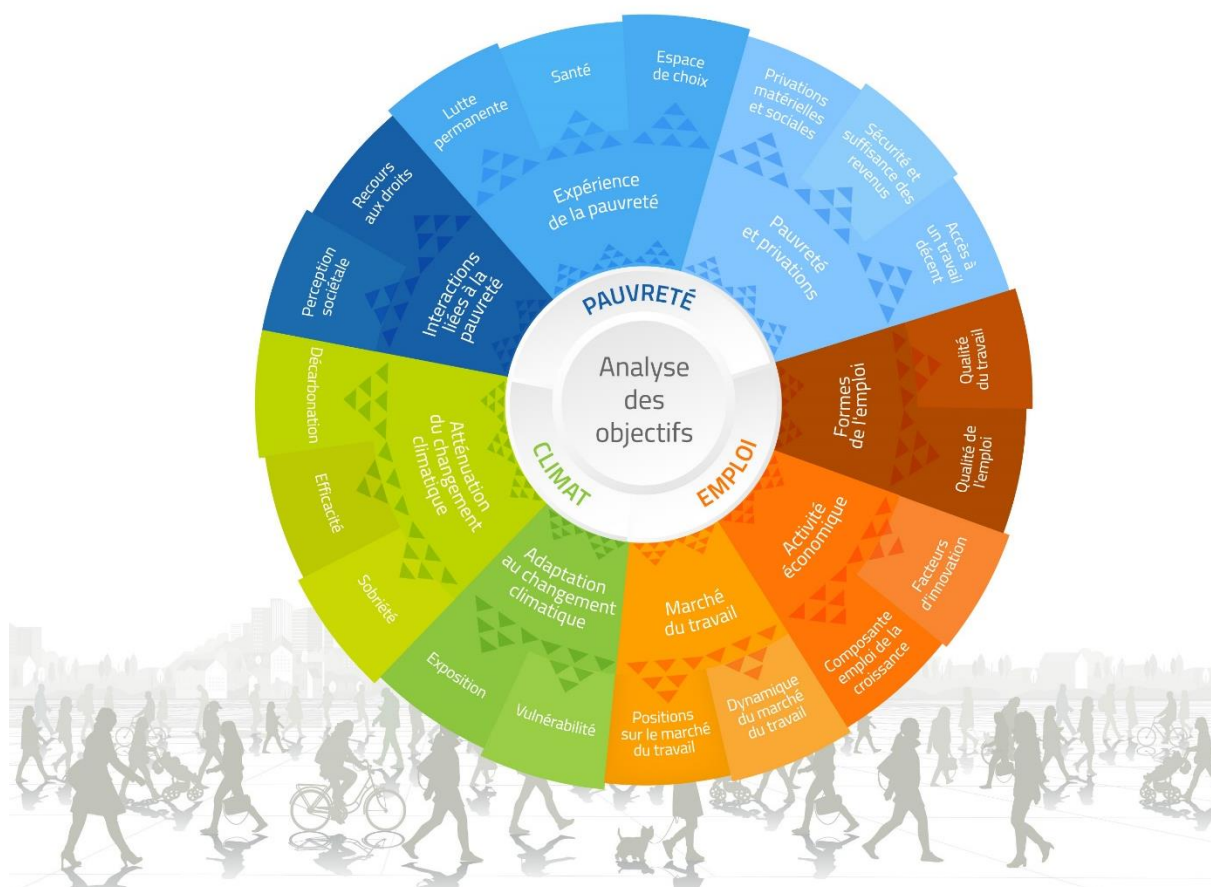 Analyse
des
objectifs
PAUVRETÉ
EMPLOI
CLIMAT
Expérience
de la pauvreté
Lutte
permanente
Santé
Espace
de choix
Pauvreté
et privations
Privations
matérielles
et sociales
Sécurité et
suffisance des
revenus
Accès à
un travail
décent
Formes
de l'emploi
Qualité
du travail
Qualité de
l'emploi
Activité
économique
Facteurs
d'innovation
Composante
emploi de la
croissance
Marché
du travail
Dynamique
du marché
du travail
Positions
sur le marché
du travail
Adaptation
au changement
climatique
Vulnérabilité
Exposition
Atténuation
du changement
climatique
Sobriété
Efficacité
Décarbonation
Interactions
liées à la
pauvreté
Perception
sociétale
Recours
aux droits